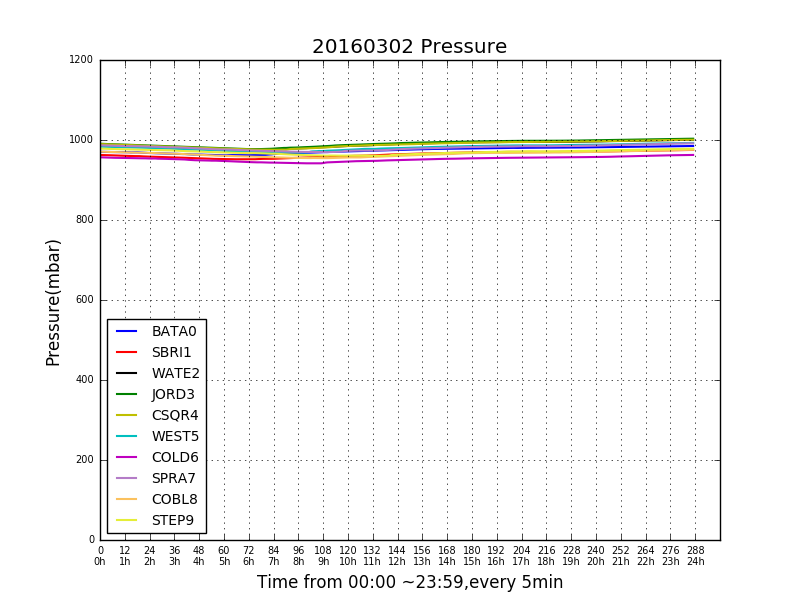 20160302 Pressure
1200
1000
800
600
400
200
0
Pressure(mbar)
BATA0
SBRI1
WATE2
JORD3
CSQR4
WEST5
COLD6
SPRA7
COBL8
STEP9
0 12 24 36 48 60 72 84 96 108 120 132 144 156 168 180 192 204 216 228 240 252 264 276 288
0h 1h 2h 3h 4h 5h 6h 7h 8h 9h 10h 11h 12h 13h 14h 15h 16h 17h 18h 19h 20h 21h 22h 23h 24h
Time from 00:00 ~23:59,every 5min